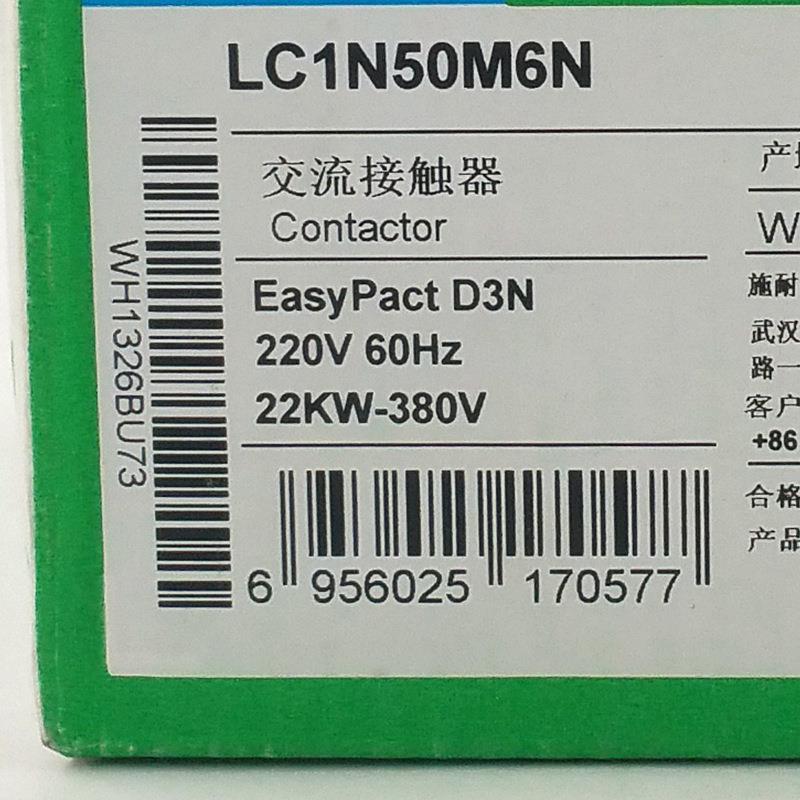 LC1N50M6N
交流接触器
Contactor
EasyPact D3N
220V 60Hz
22KW-380V
6 956025 170577
WH1326BU73
产
W
施耐
武汉
路一
客户
+86
合格
产品